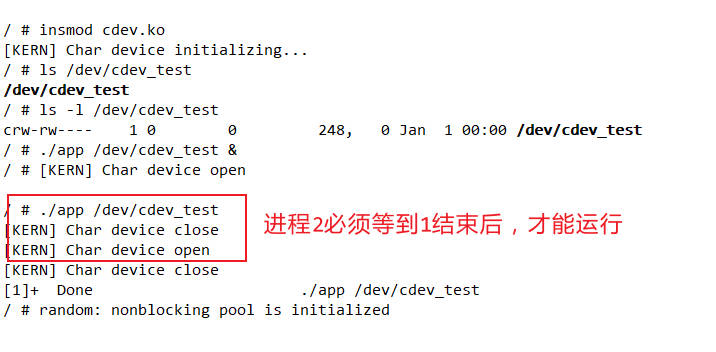 / # insmod cdev.ko
[KERN] Char device initializing...
/ # ls /dev/cdev_test
/dev/cdev_test
/ # ls -l /dev/cdev_test
crw-rw---- 1 0 0 248, 0 Jan 1 00:00 /dev/cdev_test
/ # ./app /dev/cdev_test &
/ # [KERN] Char device open
/ # ./app /dev/cdev_test
[KERN] Char device close
[KERN] Char device open
进程2必须等到1结束后，才能运行
[KERN] Char device close
[1]+ Done ./app /dev/cdev_test
/ # random: nonblocking pool is initialized